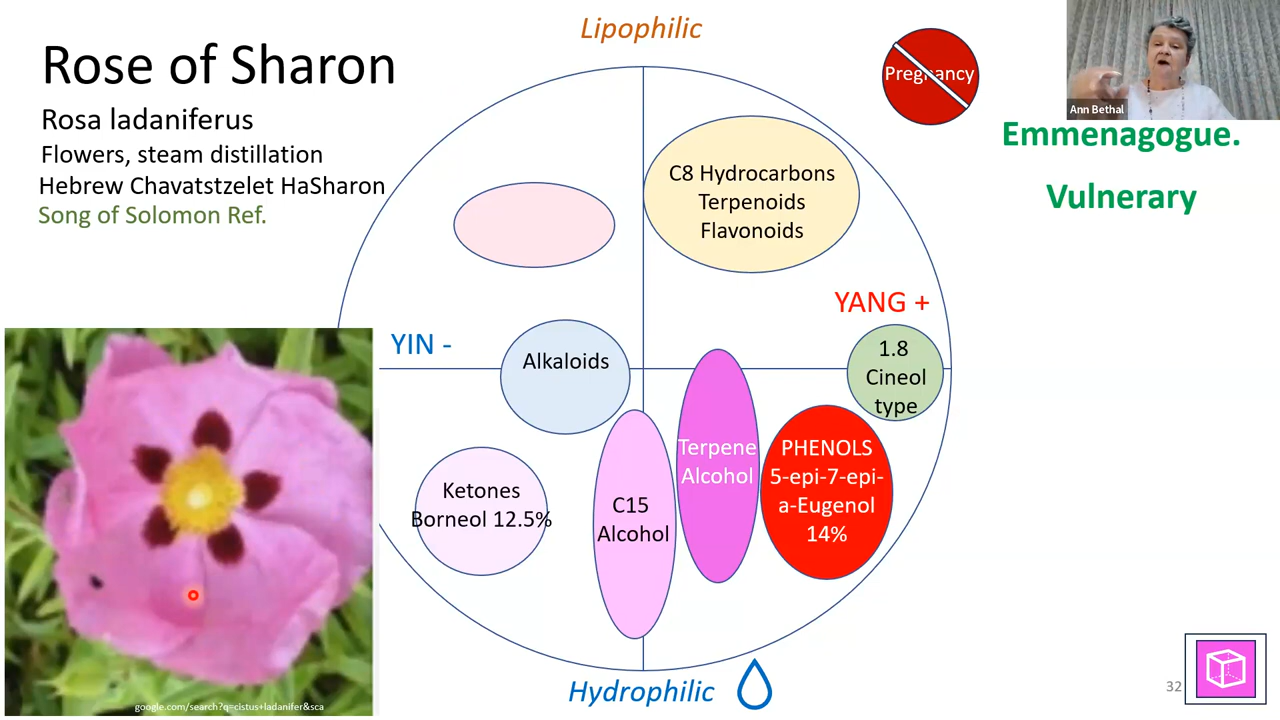 Lipophilic
Rose of Sharon
Pregnancy
Ann Bethal
Rosa ladaniferus
Flowers, steam distillation
Hebrew Chavatstzelet HaSharon
Song of Solomon Ref.
Emmenagogue.
Vulnerary
C8 Hydrocarbons
Terpenoids
Flavonoids
YANG +
YIN -
Alkaloids
1.8
Cineol
type
Terpene
Alcohol
PHENOLS
5-epi-7-epi-
a-Eugenol
14%
Ketones
Borneol 12.5%
C15
Alcohol
Hydrophilic
32
google.com/search?q=cistus+ladanifer&sca